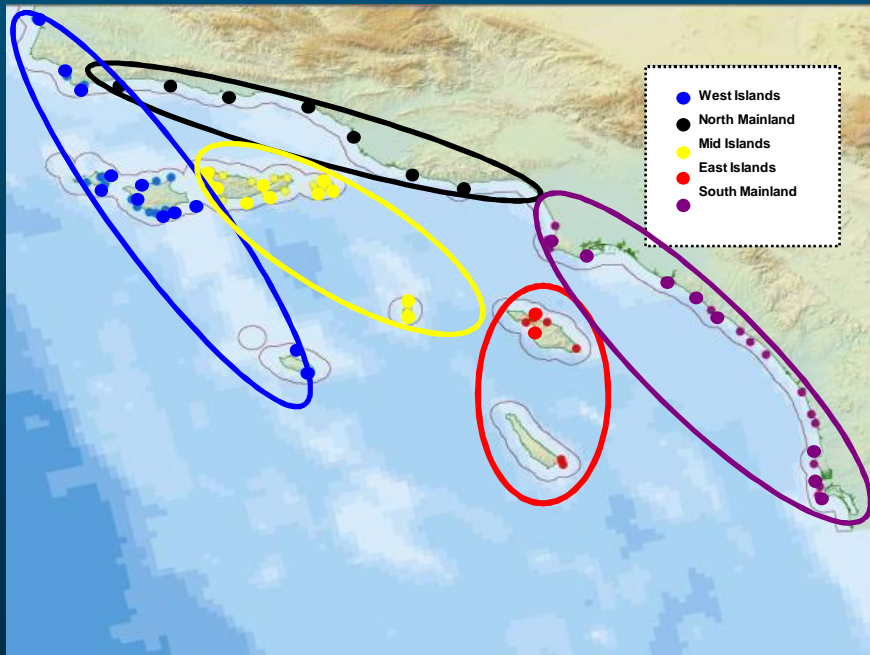 West Islands
North Mainland
Mid Islands
East Islands
South Mainland